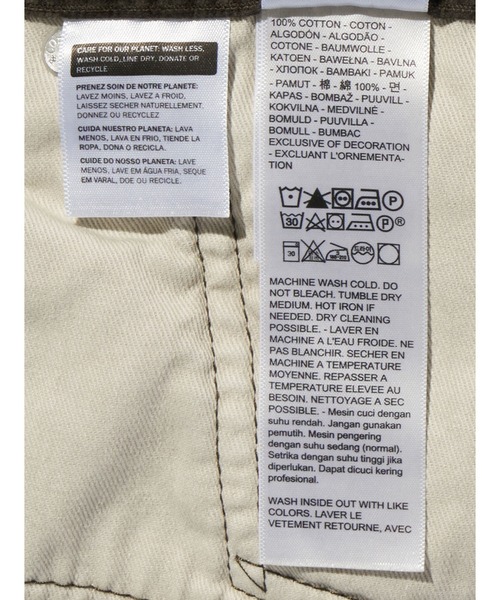 CARE FOR OUR PLANET: WASH LESS,
WASH COLD, LINE DRY, DONATE OR
RECYCLE
PRENEZ SOIN DE NOTRE PLANETE:
LAVEZ MOINS, LAVEZ A FROID,
LAISSEZ SECHER NATURELLEMENT.
DONNEZ OU RECYCLEZ
CUIDA NUESTRO PLANETA: LAVA
MENOS, LAVA EN FRIO, TIENDE LA
ROPA, DONA O RECICLA.
CUIDE DO NOSSO PLANETA: LAVE
MENOS, LAVE EM ÁGUA FRIA, SEQUE
EM VARAL, DOE OU RECICLE.
100% COTTON - COTON -
ALGODÓN - ALGODÃO -
COTONE - BAUMWOLLE -
KATOEN - BAWEŁNA - BAVLNA
- ХЛОПОК - ΒΑΜΒΑΚΙ - PAMUK
- PAMUT - 棉 - 綿 100% - 면 -
KAPAS - BOMBAŽ - PUUVILL -
KOKVILNA - MEDVILNĖ -
BOMULD - PUUVILLA -
BOMULL - BUMBAC
EXCLUSIVE OF DECORATION
- EXCLUANT L'ORNEMENTA-
TION
P
30 P
30
MACHINE WASH COLD. DO
NOT BLEACH. TUMBLE DRY
MEDIUM. HOT IRON IF
NEEDED. DRY CLEANING
POSSIBLE. - LAVER EN
MACHINE A L'EAU FROIDE. NE
PAS BLANCHIR. SECHER EN
MACHINE A TEMPERATURE
MOYENNE. REPASSER A
TEMPERATURE ELEVEE AU
BESOIN. NETTOYAGE A SEC
POSSIBLE. - Mesin cuci dengan
suhu rendah. Jangan gunakan
pemutih. Mesin pengering
dengan suhu sedang (normal).
Setrika dengan suhu tinggi jika
diperlukan. Dapat dicuci kering
profesional.
WASH INSIDE OUT WITH LIKE
COLORS. LAVER LE
VETEMENT RETOURNE, AVEC